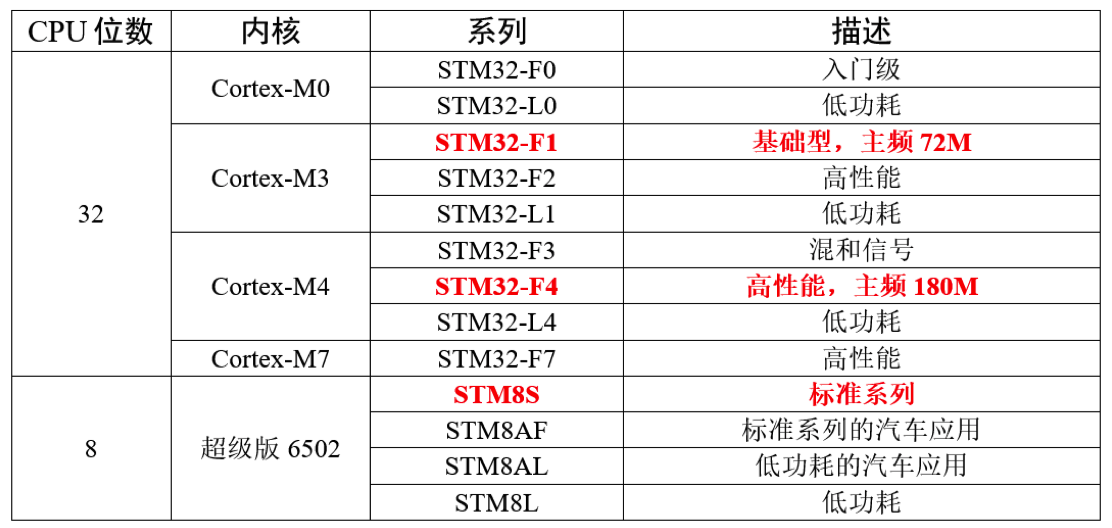 CPU 位数 内核 系列 描述
32 Cortex-M0 STM32-F0 入门级
STM32-L0 低功耗
Cortex-M3 STM32-F1 基础型，主频 72M
STM32-F2 高性能
STM32-L1 低功耗
Cortex-M4 STM32-F3 混和信号
STM32-F4 高性能，主频 180M
STM32-L4 低功耗
Cortex-M7 STM32-F7 高性能
8 超级版 6502 STM8S 标准系列
STM8AF 标准系列的汽车应用
STM8AL 低功耗的汽车应用
STM8L 低功耗